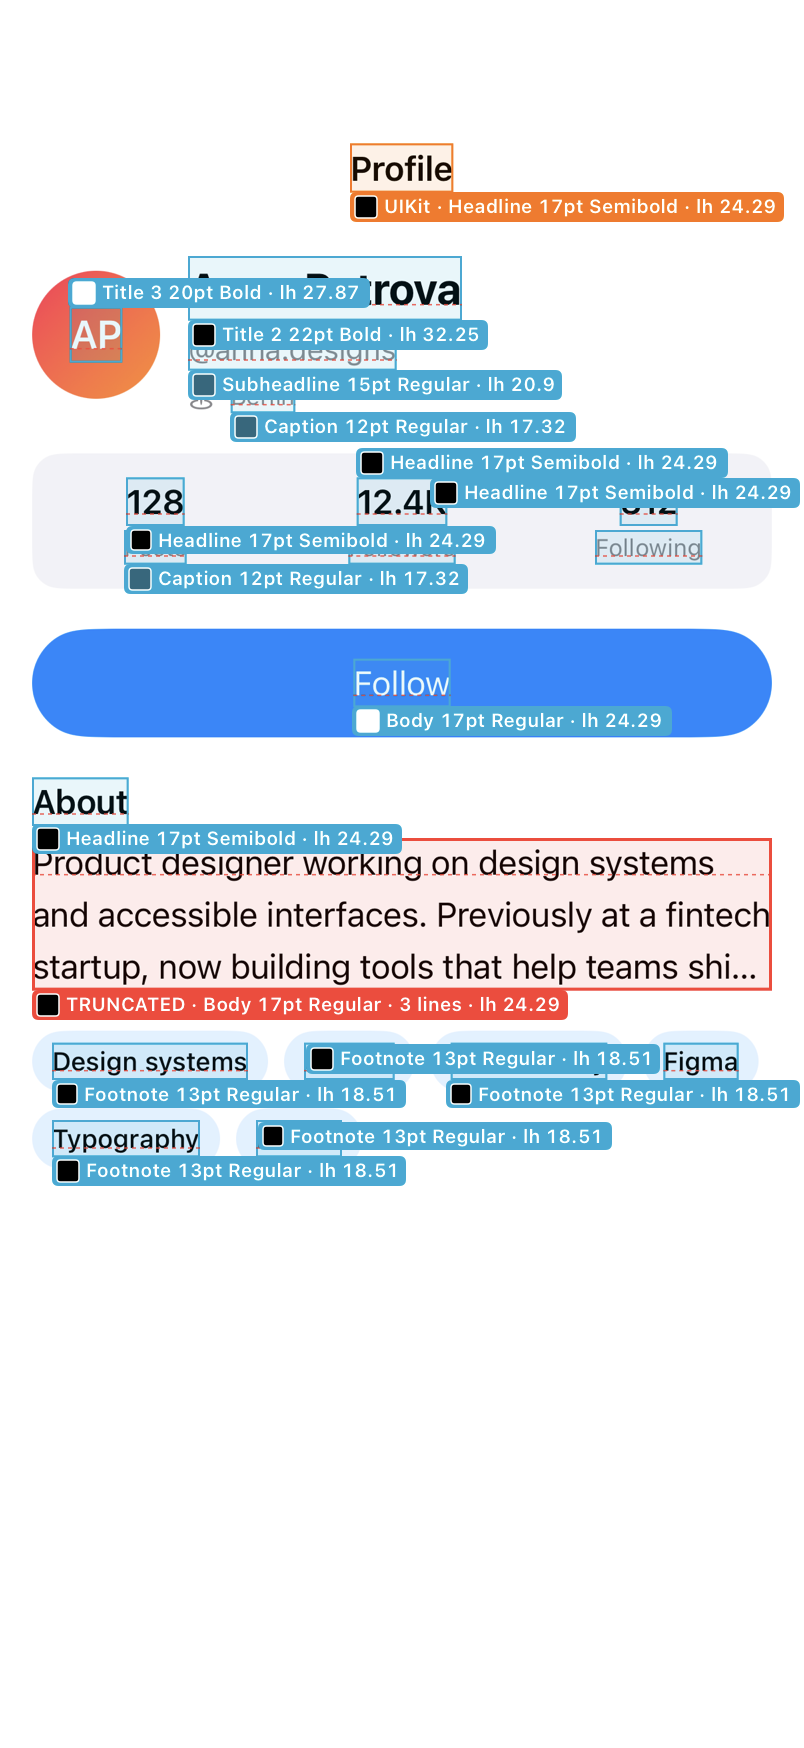 Profile
UIKit · Headline 17pt Semibold · lh 24.29
Title 3 20pt Bold · lh 27.87
AP
Title 2 22pt Bold · lh 32.25
@anna.designs
Subheadline 15pt Regular · lh 20.9
Caption 12pt Regular · lh 17.32
Headline 17pt Semibold · lh 24.29
Headline 17pt Semibold · lh 24.29
128
12.4K
812
Headline 17pt Semibold · lh 24.29
Following
Caption 12pt Regular · lh 17.32
Follow
Body 17pt Regular · lh 24.29
About
Headline 17pt Semibold · lh 24.29
Product designer working on design systems
and accessible interfaces. Previously at a fintech
startup, now building tools that help teams shi...
TRUNCATED · Body 17pt Regular · 3 lines · lh 24.29
Design systems
Footnote 13pt Regular · lh 18.51
Figma
Footnote 13pt Regular · lh 18.51
Footnote 13pt Regular · lh 18.51
Typography
Footnote 13pt Regular · lh 18.51
Footnote 13pt Regular · lh 18.51